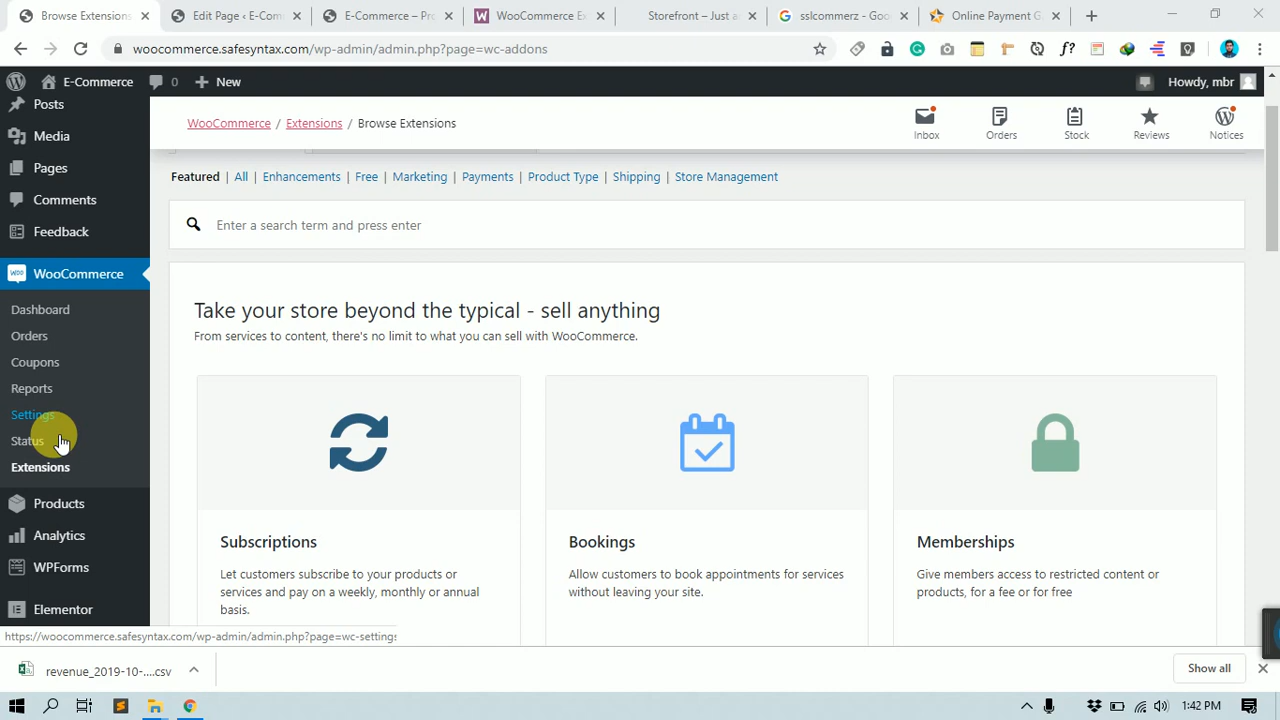 Browse Extensions
Edit Page ‹ E-Com
E-Commerce – Pro
WooCommerce Ex
Storefront – Just a
sslcommerz - Goo
Online Payment G
woocommerce.safesyntax.com/wp-admin/admin.php?page=wc-addons
E-Commerce
0
New
Howdy, mbr
Posts
Media
Pages
Comments
Feedback
WooCommerce
Dashboard
Orders
Coupons
Reports
Settings
Status
Extensions
Products
Analytics
WPForms
Elementor
WooCommerce / Extensions / Browse Extensions
Inbox
Orders
Stock
Reviews
Notices
Featured | All | Enhancements | Free | Marketing | Payments | Product Type | Shipping | Store Management
Enter a search term and press enter
Take your store beyond the typical - sell anything
From services to content, there's no limit to what you can sell with WooCommerce.
Subscriptions
Let customers subscribe to your products or
services and pay on a weekly, monthly or annual
basis.
Bookings
Allow customers to book appointments for services
without leaving your site.
Memberships
Give members access to restricted content or
products, for a fee or for free
https://woocommerce.safesyntax.com/wp-admin/admin.php?page=wc-settings
revenue_2019-10-....csv
Show all
1:42 PM